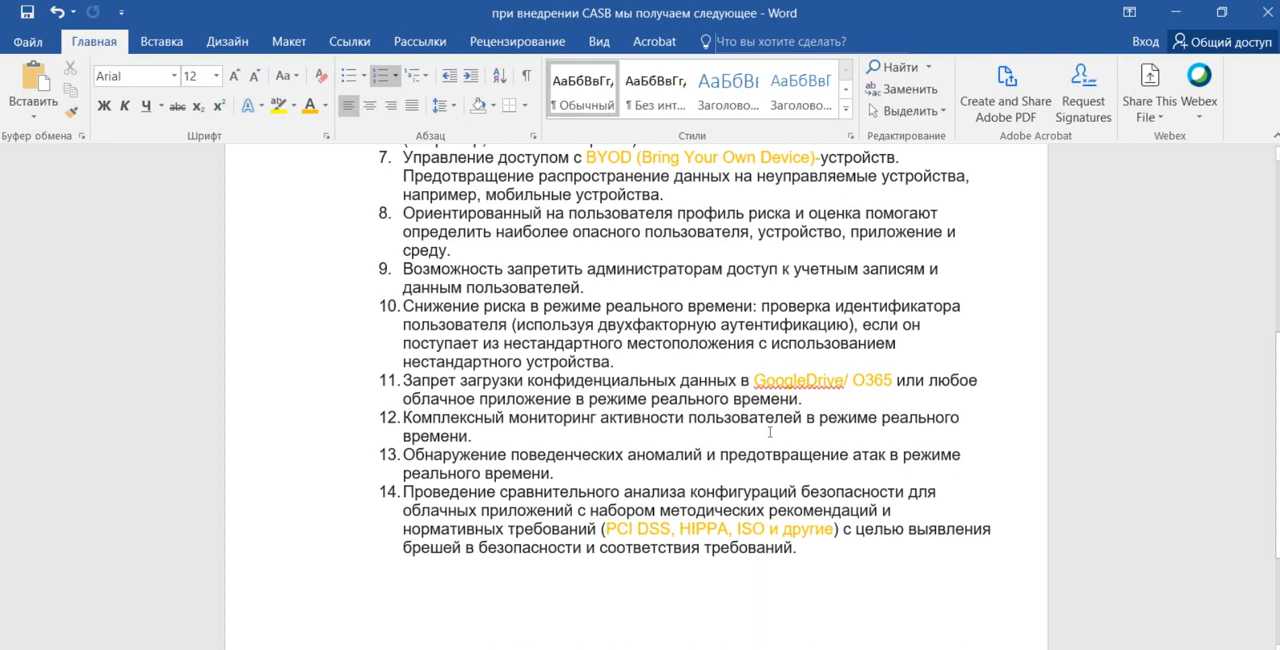 при внедрении CASB мы получаем следующее - Word
Файл Главная Вставка Дизайн Макет Ссылки Рассылки Рецензирование Вид Acrobat Что вы хотите сделать? Вход Общий доступ
Вставить
Буфер обмена
Arial 12 Aa
Ж К Ч abc x₂ x²
Шрифт
Абзац
АаБбВвГг, АаБбВвГг, АаБбВı АаБбВвГ
¶ Обычный ¶ Без инт... Заголово... Заголово...
Стили
Найти
Заменить
Выделить
Редактирование
Create and Share Adobe PDF
Request Signatures
Adobe Acrobat
Share This File
Webex
Webex
7. Управление доступом с BYOD (Bring Your Own Device)-устройств.
Предотвращение распространение данных на неуправляемые устройства,
например, мобильные устройства.
8. Ориентированный на пользователя профиль риска и оценка помогают
определить наиболее опасного пользователя, устройство, приложение и
среду.
9. Возможность запретить администраторам доступ к учетным записям и
данным пользователей.
10. Снижение риска в режиме реального времени: проверка идентификатора
пользователя (используя двухфакторную аутентификацию), если он
поступает из нестандартного местоположения с использованием
нестандартного устройства.
11. Запрет загрузки конфиденциальных данных в GoogleDrive/ O365 или любое
облачное приложение в режиме реального времени.
12. Комплексный мониторинг активности пользователей в режиме реального
времени.
13. Обнаружение поведенческих аномалий и предотвращение атак в режиме
реального времени.
14. Проведение сравнительного анализа конфигураций безопасности для
облачных приложений с набором методических рекомендаций и
нормативных требований (PCI DSS, HIPPA, ISO и другие) с целью выявления
брешей в безопасности и соответствия требований.